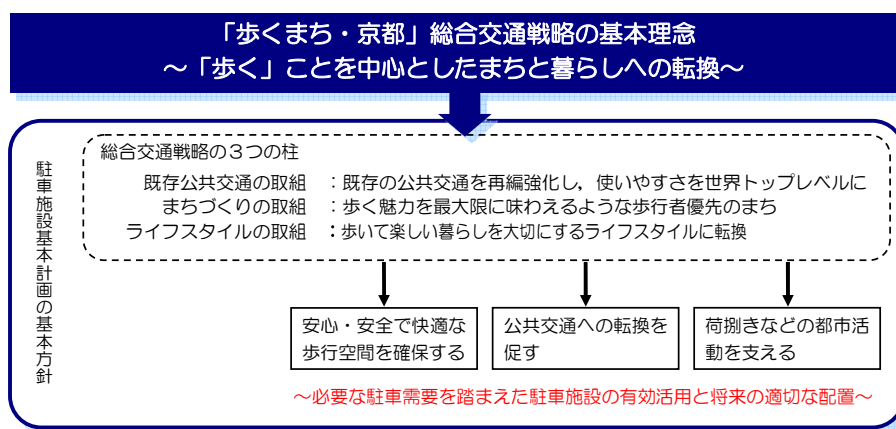 「歩くまち・京都」総合交通戦略の基本理念
～「歩く」ことを中心としたまちと暮らしへの転換～
駐車施設基本計画の基本方針
総合交通戦略の３つの柱
既存公共交通の取組　：既存の公共交通を再編強化し，使いやすさを世界トップレベルに
まちづくりの取組　：歩く魅力を最大限に味わえるような歩行者優先のまち
ライフスタイルの取組　：歩いて楽しい暮らしを大切にするライフスタイルに転換
安心・安全で快適な
歩行空間を確保する
公共交通への転換を
促す
荷捌きなどの都市活
動を支える
～必要な駐車需要を踏まえた駐車施設の有効活用と将来の適切な配置～